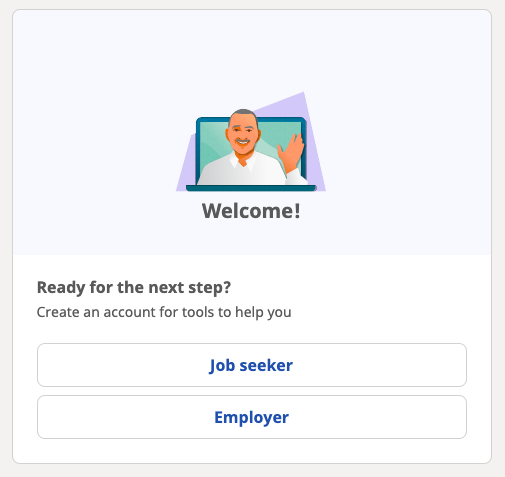 Welcome!
Ready for the next step?
Create an account for tools to help you
Job seeker
Employer